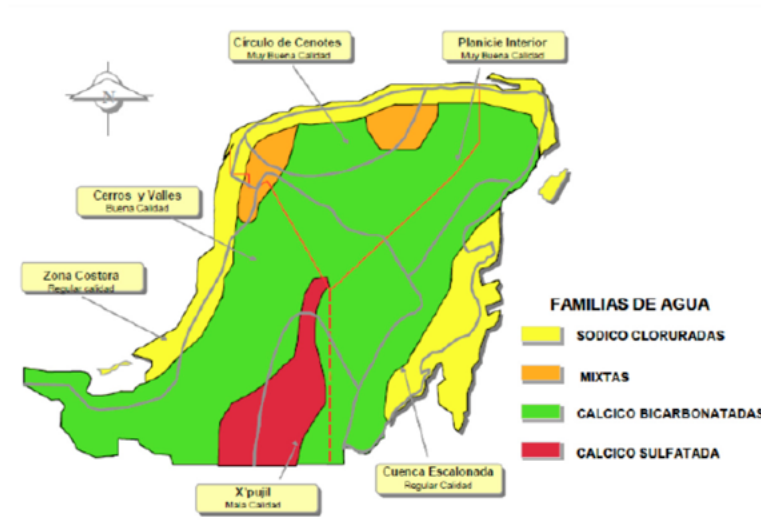 Círculo de Cenotes
Muy Buena Calidad
Planicie Interior
Muy Buena Calidad
N
Cerros y Valles
Buena Calidad
Zona Costera
Regular calidad
FAMILIAS DE AGUA
SODICO CLORURADAS
MIXTAS
CALCICO BICARBONATADAS
CALCICO SULFATADA
Cuenca Escalonada
Regular Calidad
X'pujil
Mala Calidad